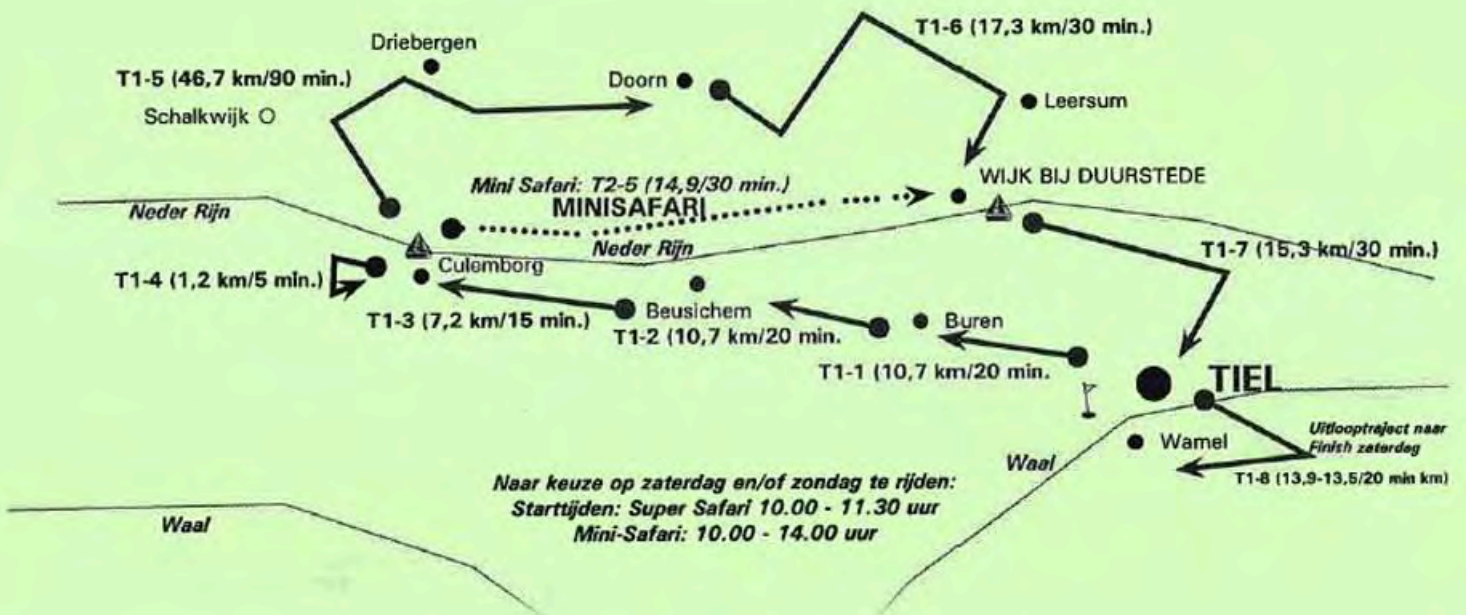 T1-6 (17,3 km/30 min.)
Driebergen
T1-5 (46,7 km/90 min.)
Doorn
Leersum
Schalkwijk
Mini Safari: T2-5 (14,9/30 min.)
MINISAFARI
WIJK BIJ DUURSTEDE
Neder Rijn
Neder Rijn
T1-7 (15,3 km/30 min.)
Culemborg
T1-4 (1,2 km/5 min.)
T1-3 (7,2 km/15 min.)
Beusichem
T1-2 (10,7 km/20 min.
Buren
T1-1 (10,7 km/20 min.
TIEL
Wamel
Uitlooptraject naar
Finish zaterdag
T1-8 (13,9-13,5/20 min km)
Waal
Naar keuze op zaterdag en/of zondag te rijden:
Starttijden: Super Safari 10.00 - 11.30 uur
Mini-Safari: 10.00 - 14.00 uur
Waal